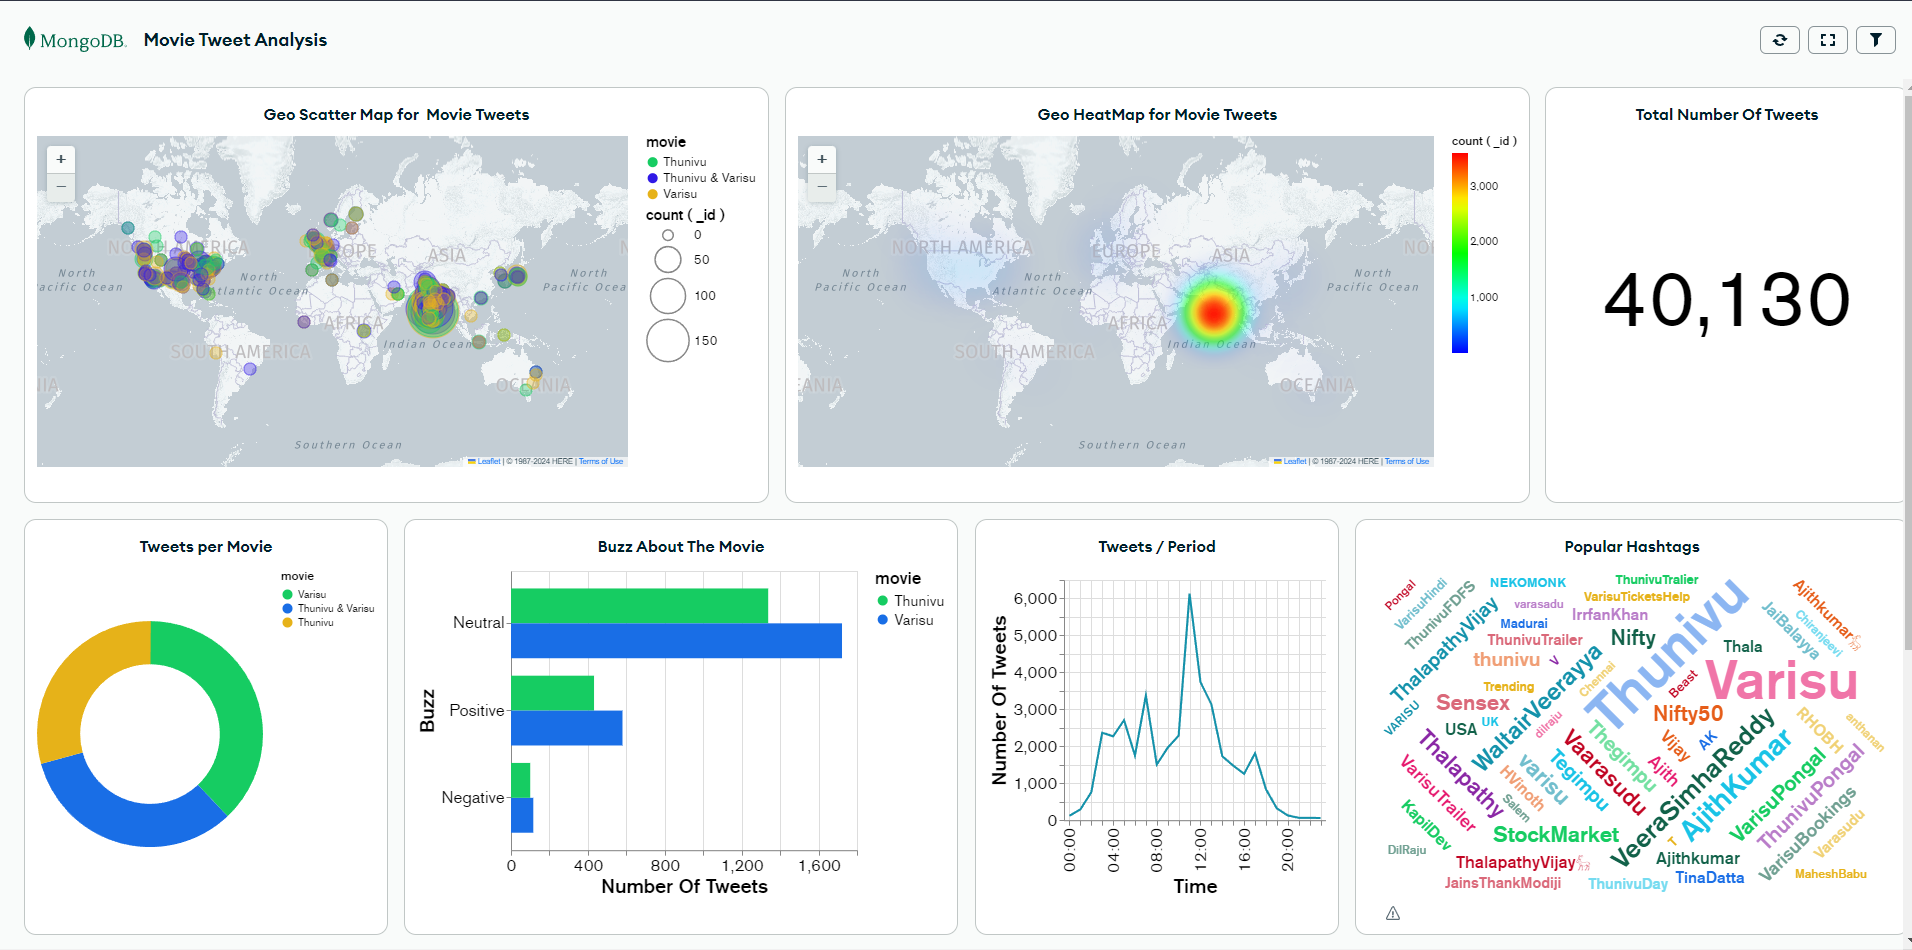 MongoDB. Movie Tweet Analysis
Geo Scatter Map for Movie Tweets
+
−
NORTH AMERICA
EUROPE
ASIA
North Pacific Ocean
North Atlantic Ocean
North Pacific Ocean
AFRICA
Indian Ocean
SOUTH AMERICA
OCEANIA
Southern Ocean
Leaflet | © 1987-2024 HERE | Terms of Use
movie
Thunivu
Thunivu & Varisu
Varisu
count ( _id )
0
50
100
150
Geo HeatMap for Movie Tweets
+
−
NORTH AMERICA
EUROPE
ASIA
North Pacific Ocean
North Atlantic Ocean
North Pacific Ocean
AFRICA
Indian Ocean
SOUTH AMERICA
OCEANIA
Southern Ocean
Leaflet | © 1987-2024 HERE | Terms of Use
count ( _id )
3,000
2,000
1,000
Total Number Of Tweets
40,130
Tweets per Movie
movie
Varisu
Thunivu & Varisu
Thunivu
Buzz About The Movie
Buzz
Neutral
Positive
Negative
0 400 800 1,200 1,600
Number Of Tweets
movie
Thunivu
Varisu
Tweets / Period
Number Of Tweets
6,000
5,000
4,000
3,000
2,000
1,000
0
00:00 04:00 08:00 12:00 16:00 20:00
Time
Popular Hashtags
Pongal
VarisuHindi
ThunivuFDFS
NEKOMONK
ThunivuTralier
VarisuTicketsHelp
varasadu
IrrfanKhan
Madurai
ThalapathyVijay
ThunivuTrailer
Nifty
Thunivu
JaiBalayya
Ajithkumar🐐
Chiranjeevi
Thala
thunivu
V
Chennai
Beast
Varisu
Trending
Sensex
WaltairVeerayya
VARISU
USA
UK
dilraju
Nifty50
RHOBH
anthanan
Vijay
AK
Thegimpu
Vaarasudu
Thalapathy
Tegimpu
varisu
Ajith
VarisuTrailer
HVinoth
Salem
VeeraSimhaReddy
AjithKumar
VarisuPongal
ThunivuPongal
VarisuBookings
Varasudu
KapilDev
StockMarket
T
DilRaju
ThalapathyVijay🐐
Ajithkumar
JainsThankModiji
ThunivuDay
TinaDatta
MaheshBabu